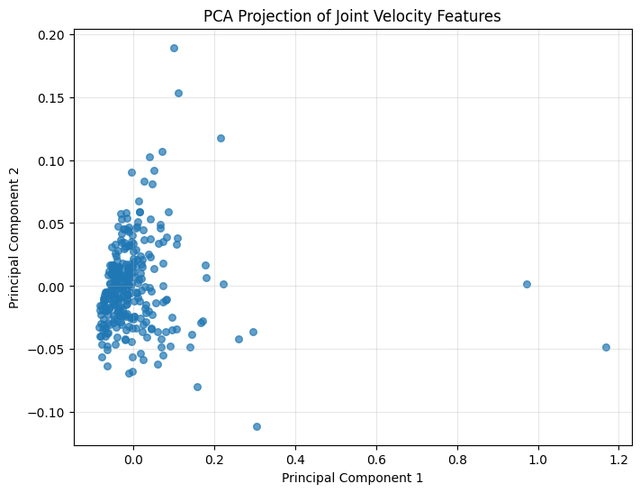 PCA Projection of Joint Velocity Features
0.20
0.15
0.10
0.05
0.00
−0.05
−0.10
Principal Component 2
0.0 0.2 0.4 0.6 0.8 1.0 1.2
Principal Component 1